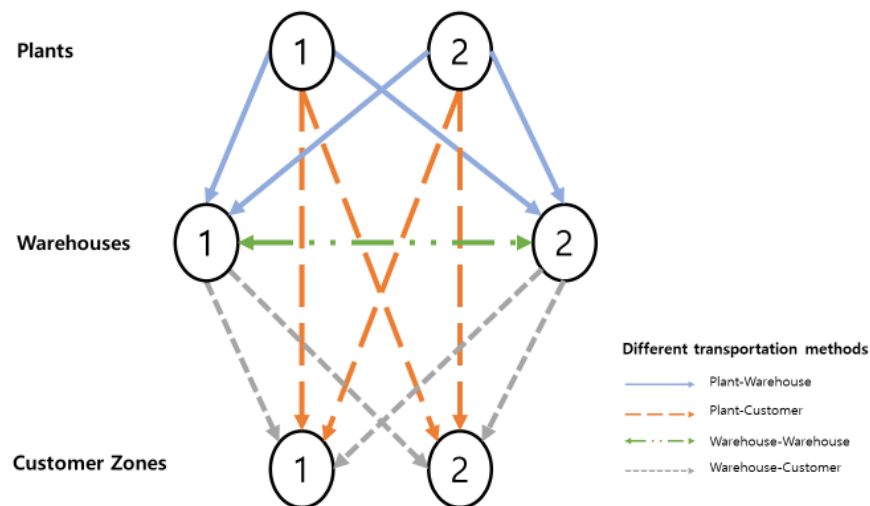 Plants
1
2
Warehouses
1
2
Different transportation methods
Plant-Warehouse
Plant-Customer
Warehouse-Warehouse
Warehouse-Customer
Customer Zones
1
2